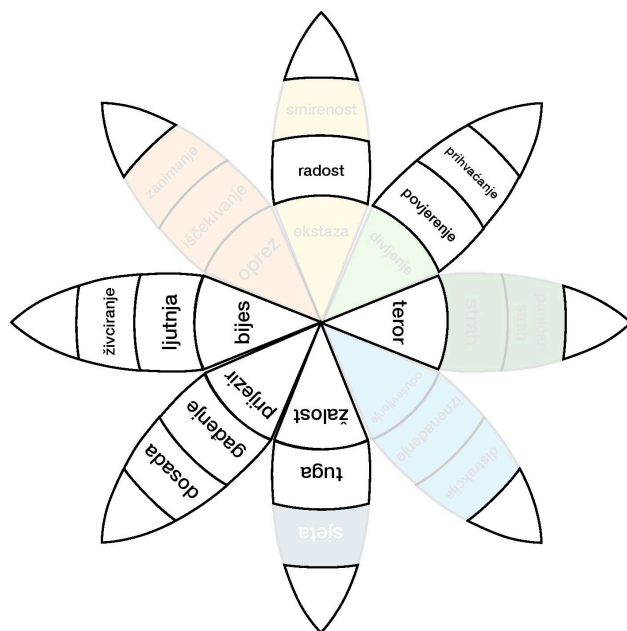 smirenost
radost
ekstaza
prihvaćanje
povjerenje
divljenje
zanimanje
iščekivanje
oprez
živciranje
ljutnja
bijes
teror
strah
prijezir
gađenje
dosada
žalost
tuga
sjeta
iznenađenje
distrakcija